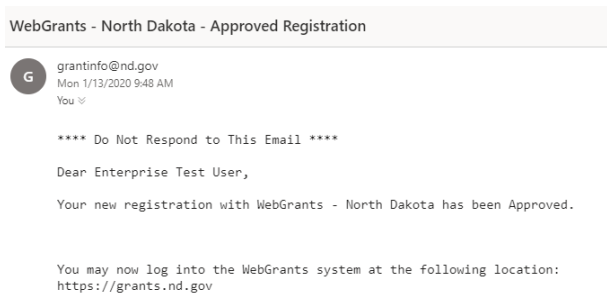 WebGrants - North Dakota - Approved Registration
G
grantinfo@nd.gov
Mon 1/13/2020 9:48 AM
You
**** Do Not Respond to This Email ****
Dear Enterprise Test User,
Your new registration with WebGrants - North Dakota has been Approved.
You may now log into the WebGrants system at the following location:
https://grants.nd.gov